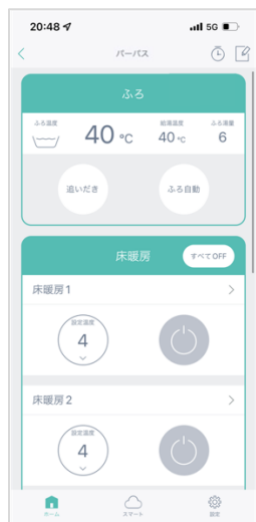 20:48 5G
パーパス
ふろ
ふろ温度 給湯温度 ふろ湯量
40℃ 40℃ 6
追いだき ふろ自動
床暖房 すべてOFF
床暖房1
設定温度
4
床暖房2
設定温度
4
ホーム スマート 設定